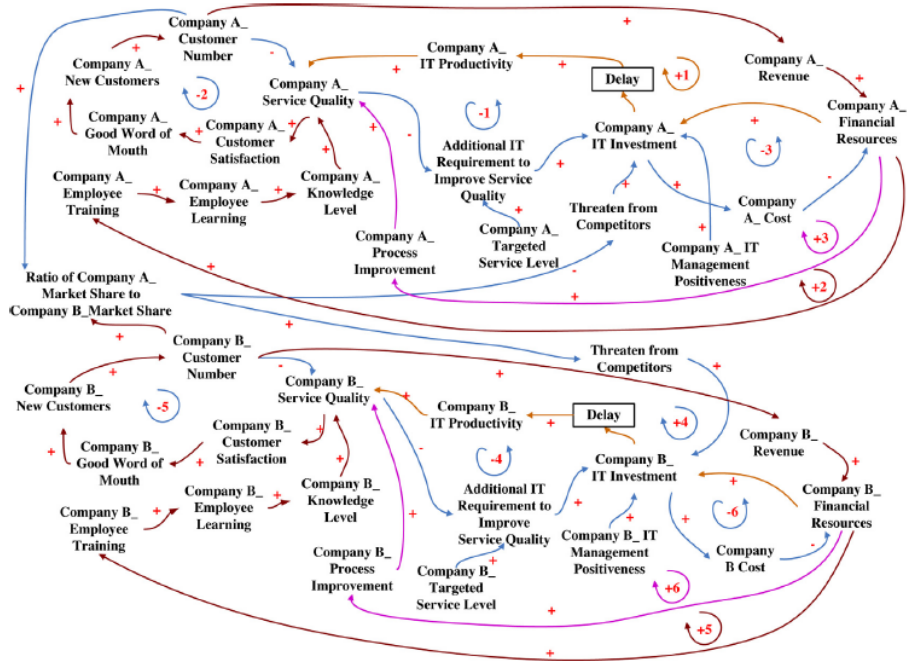 Company A_
Customer
Number
Company A_
New Customers
Company A_
IT Productivity
Delay
Company A_
Revenue
Company A_
Service Quality
Company A_
Good Word of
Mouth
Company A_
Customer
Satisfaction
Additional IT
Requirement to
Improve Service
Quality
Company A_
IT Investment
Company A_
Financial
Resources
Company A_
Employee
Training
Company A_
Employee
Learning
Company A_
Knowledge
Level
Company
A_ Cost
Threaten from
Competitors
Company A_
Process
Improvement
Company A_
Targeted
Service Level
Company A_ IT
Management
Positiveness
Ratio of Company A_
Market Share to
Company B_Market Share
Company B_
Customer
Number
Threaten from
Competitors
Company B_
New Customers
Company B_
Service Quality
Company B_
IT Productivity
Delay
Company B_
Revenue
Company B_
Good Word of
Mouth
Company B_
Customer
Satisfaction
Company B_
IT Investment
Company B_
Employee
Training
Company B_
Employee
Learning
Company B_
Knowledge
Level
Additional IT
Requirement to
Improve
Service Quality
Company B_
Financial
Resources
Company B_
Process
Improvement
Company B_
Targeted
Service Level
Company B_ IT
Management
Positiveness
Company
B Cost
-2
-1
+1
-3
+3
+2
-5
-4
+4
-6
+6
+5